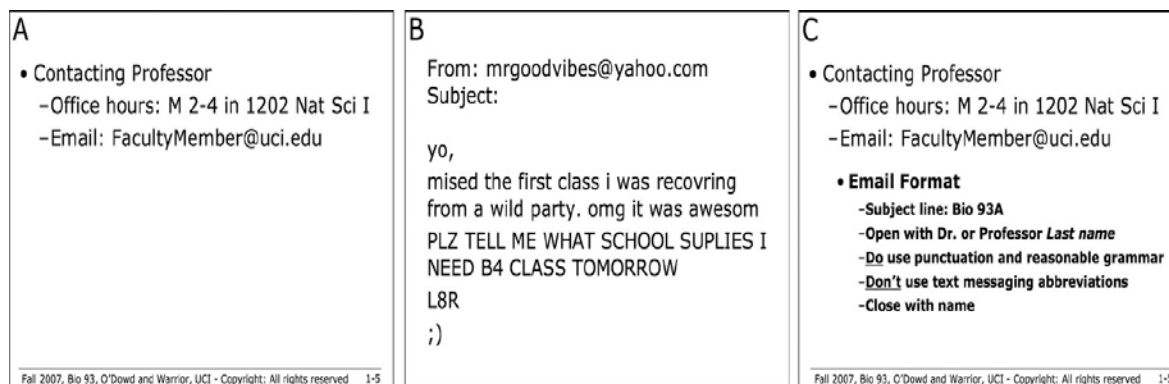 A
• Contacting Professor
–Office hours: M 2-4 in 1202 Nat Sci I
–Email: FacultyMember@uci.edu
Fall 2007, Bio 93, O'Dowd and Warrior, UCI - Copyright: All rights reserved 1-5
B
From: mrgoodvibes@yahoo.com
Subject:
yo,
mised the first class i was recovring
from a wild party. omg it was awesom
PLZ TELL ME WHAT SCHOOL SUPLIES I
NEED B4 CLASS TOMORROW
L8R
;)
C
• Contacting Professor
–Office hours: M 2-4 in 1202 Nat Sci I
–Email: FacultyMember@uci.edu
• Email Format
–Subject line: Bio 93A
–Open with Dr. or Professor Last name
–Do use punctuation and reasonable grammar
–Don't use text messaging abbreviations
–Close with name
Fall 2007, Bio 93, O'Dowd and Warrior, UCI - Copyright: All rights reserved 1-5